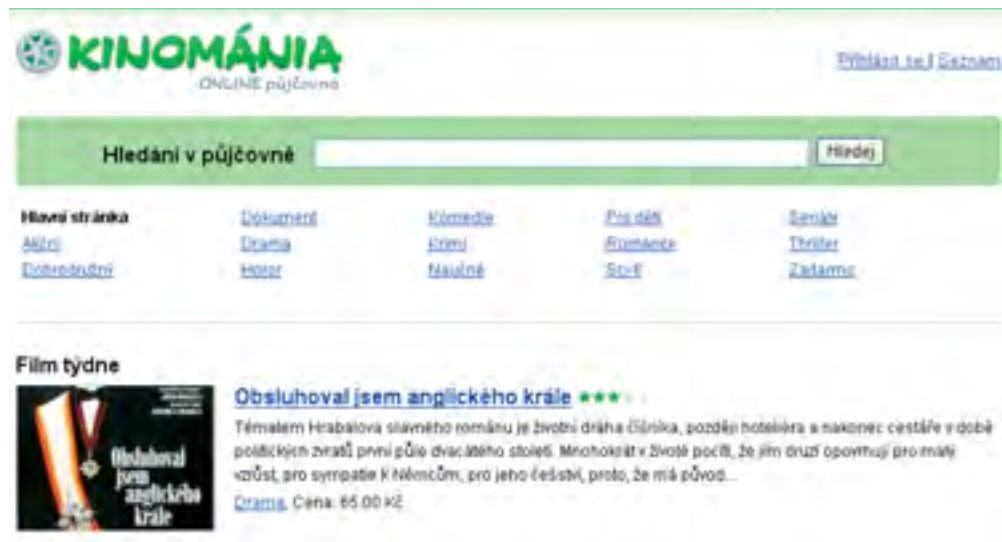 KINOMÁNIA
ONLINE půjčovna
Přihlásit se | Seznam
Hledání v půjčovně
Hledej
Hlavní stránka Dokument Komedie Pro děti Seriály
Akční Drama Krimi Romance Thriller
Dobrodružný Horor Naučné Sci-fi Zadarmo
Film týdne
Obsluhoval jsem anglického krále
Tématem Hrabalova slavného románu je životní dráha číšníka, později hoteliéra a nakonec cestáře v době
politických zvratů první půle dvacátého století. Mnohokrát v životě pocítí, že jím druzí opovrhují pro malý
vzrůst, pro sympatie k Němcům, pro jeho češství, proto, že má původ...
Drama, Cena: 65.00 Kč
Obsluhoval
jsem
anglického
krále